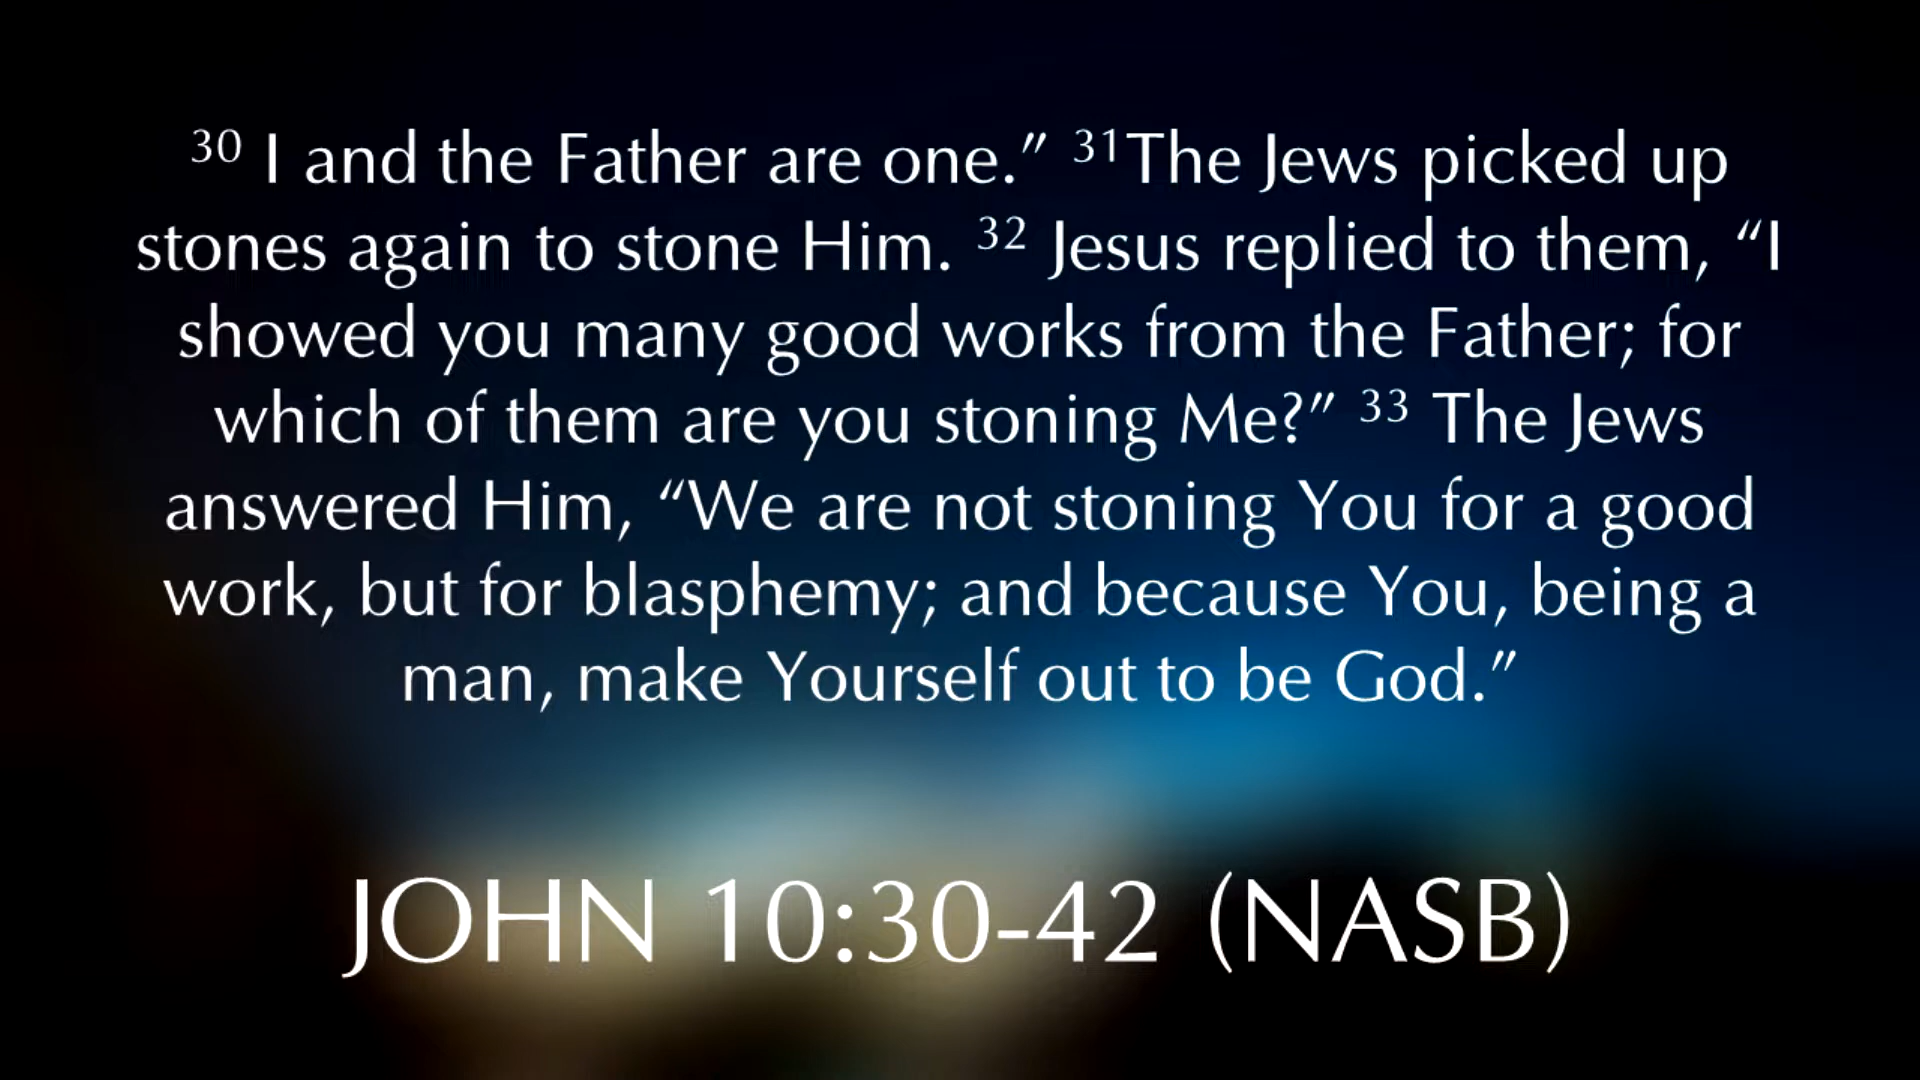 30 I and the Father are one.” 31The Jews picked up
stones again to stone Him. 32 Jesus replied to them, “I
showed you many good works from the Father; for
which of them are you stoning Me?” 33 The Jews
answered Him, “We are not stoning You for a good
work, but for blasphemy; and because You, being a
man, make Yourself out to be God.”
JOHN 10:30-42 (NASB)